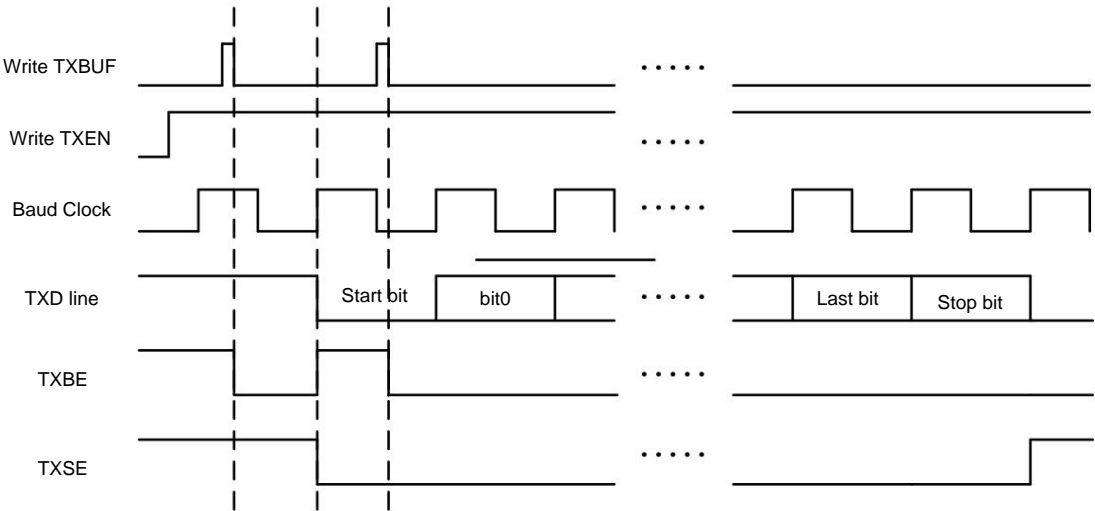 Write TXBUF
Write TXEN
Baud Clock
TXD line
Start bit
bit0
Last bit
Stop bit
TXBE
TXSE